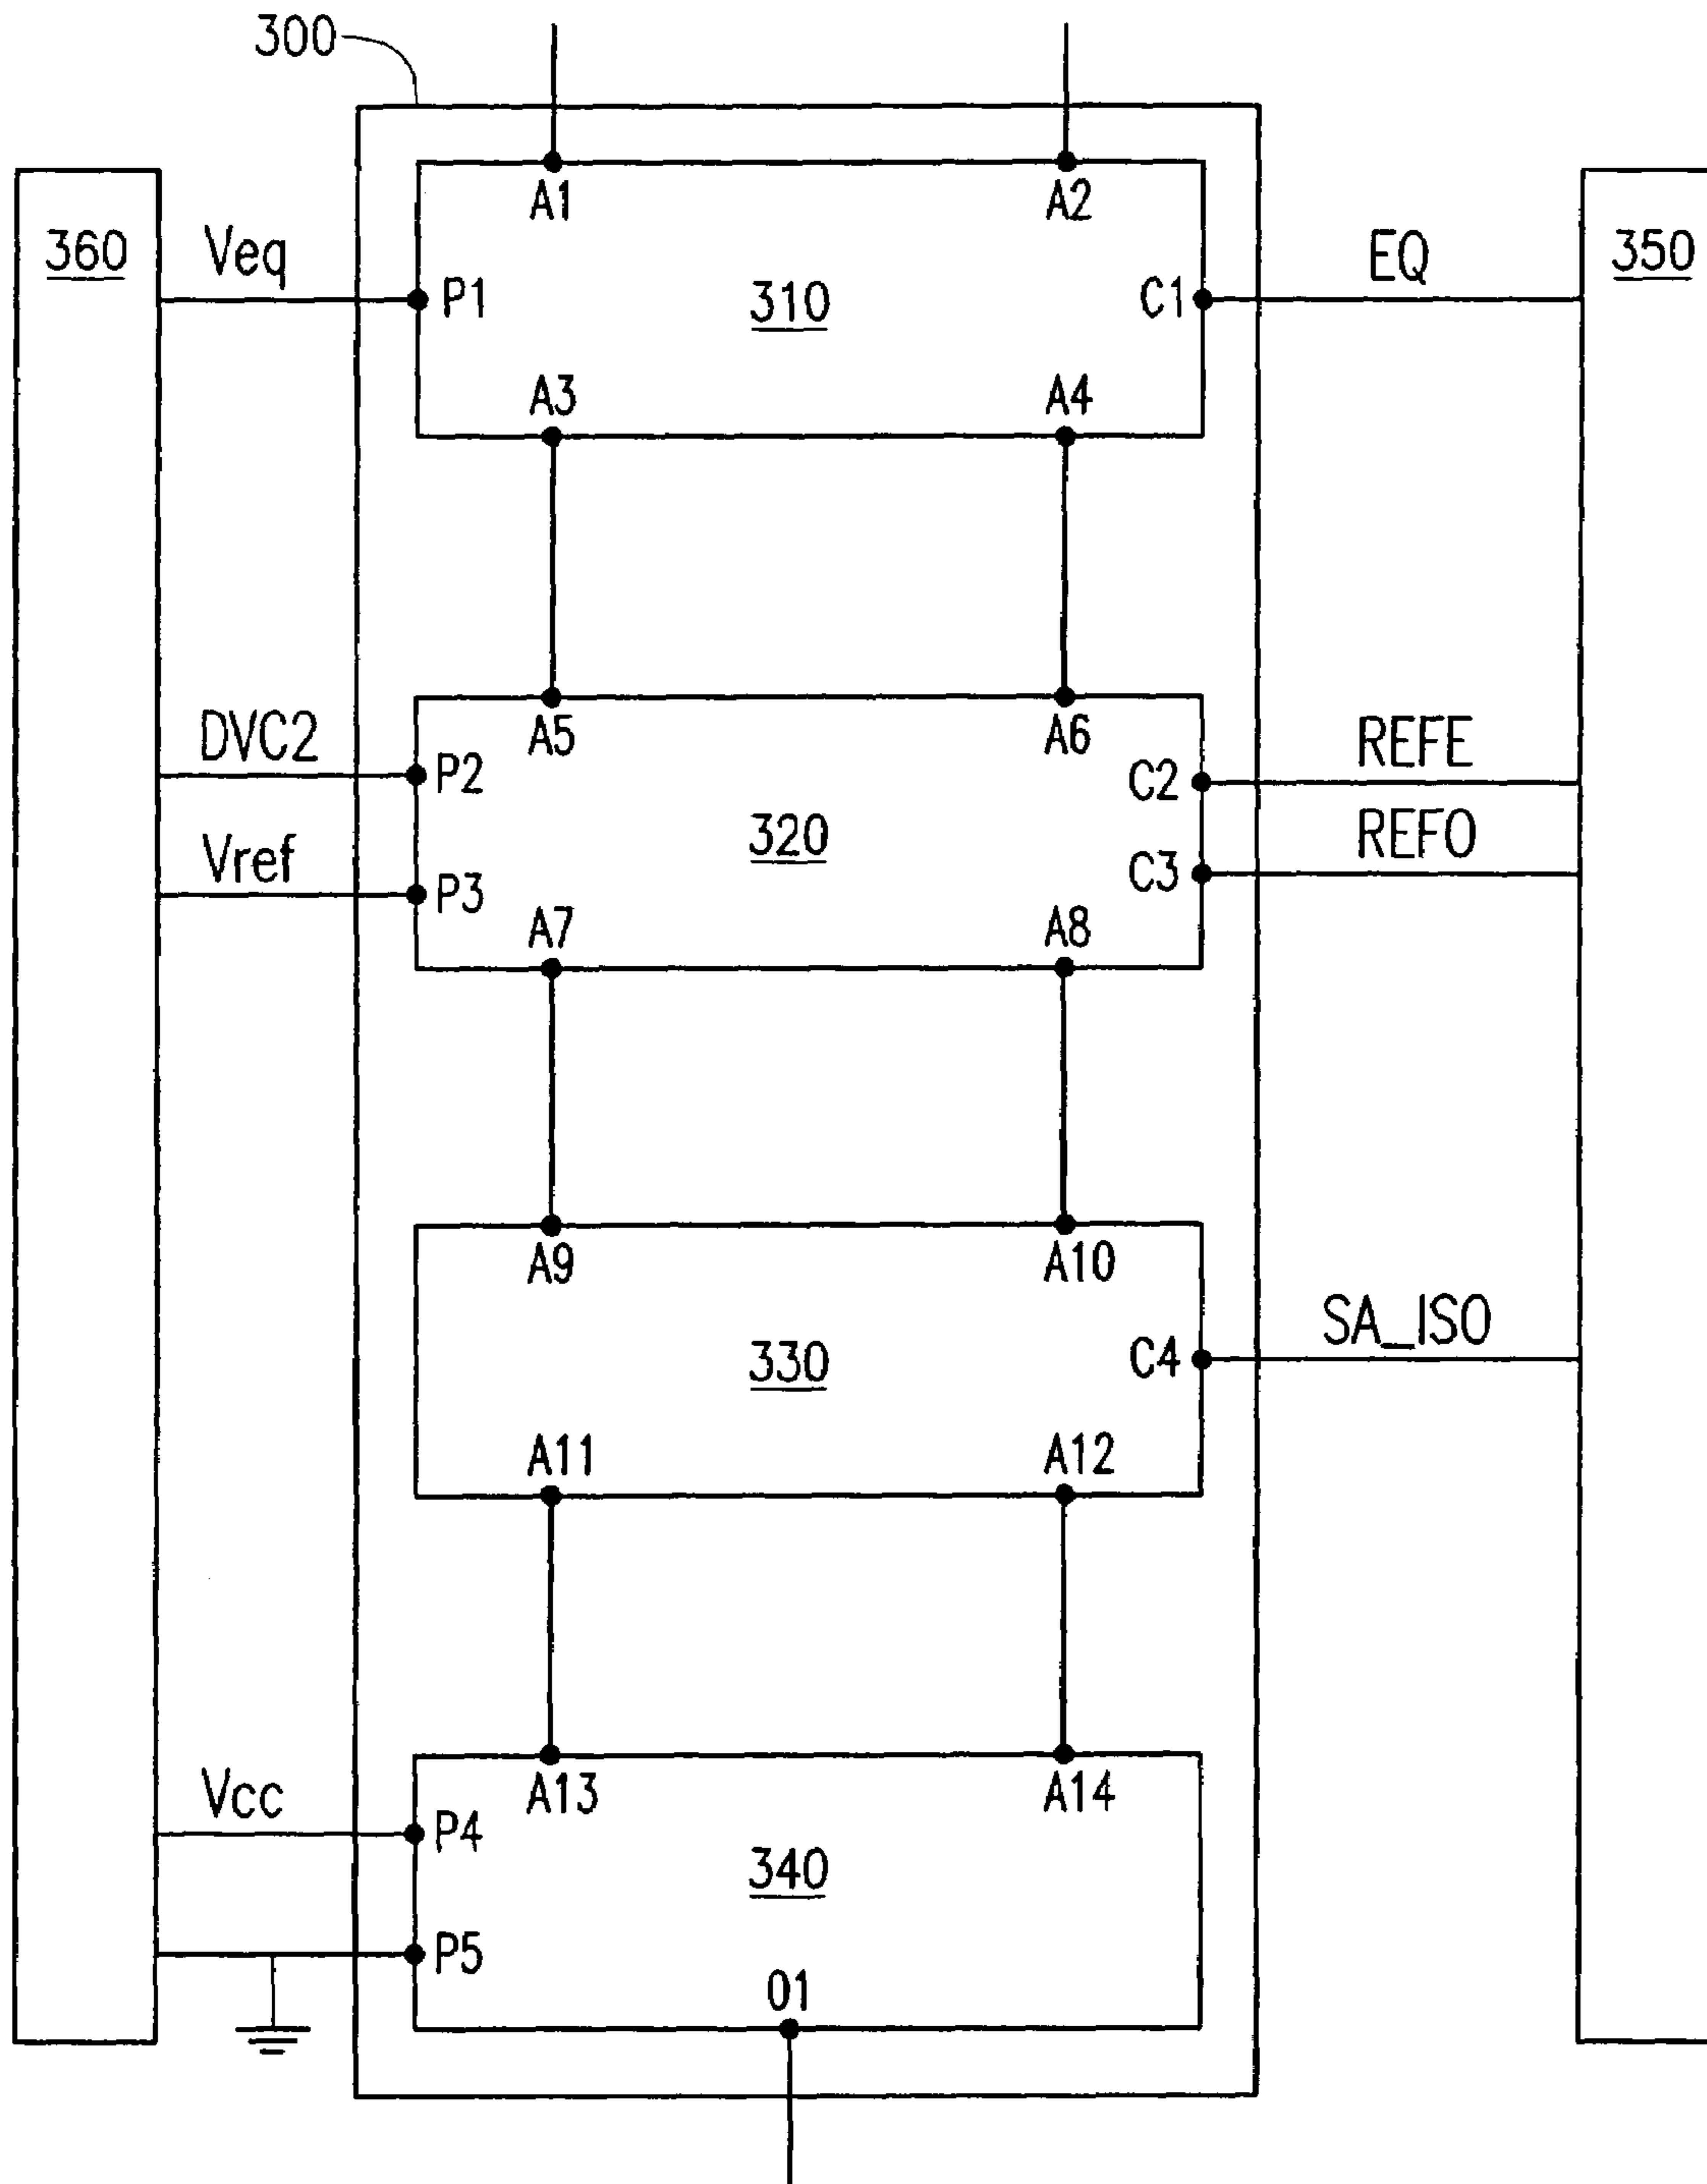 300
A1 A2
360 Veq P1 310 C1 EQ 350
A3 A4
A5 A6
DVC2 P2 C2 REFE
320
Vref P3 C3 REFO
A7 A8
A9 A10
330 C4 SA_ISO
A11 A12
A13 A14
Vcc P4
340
P5
O1